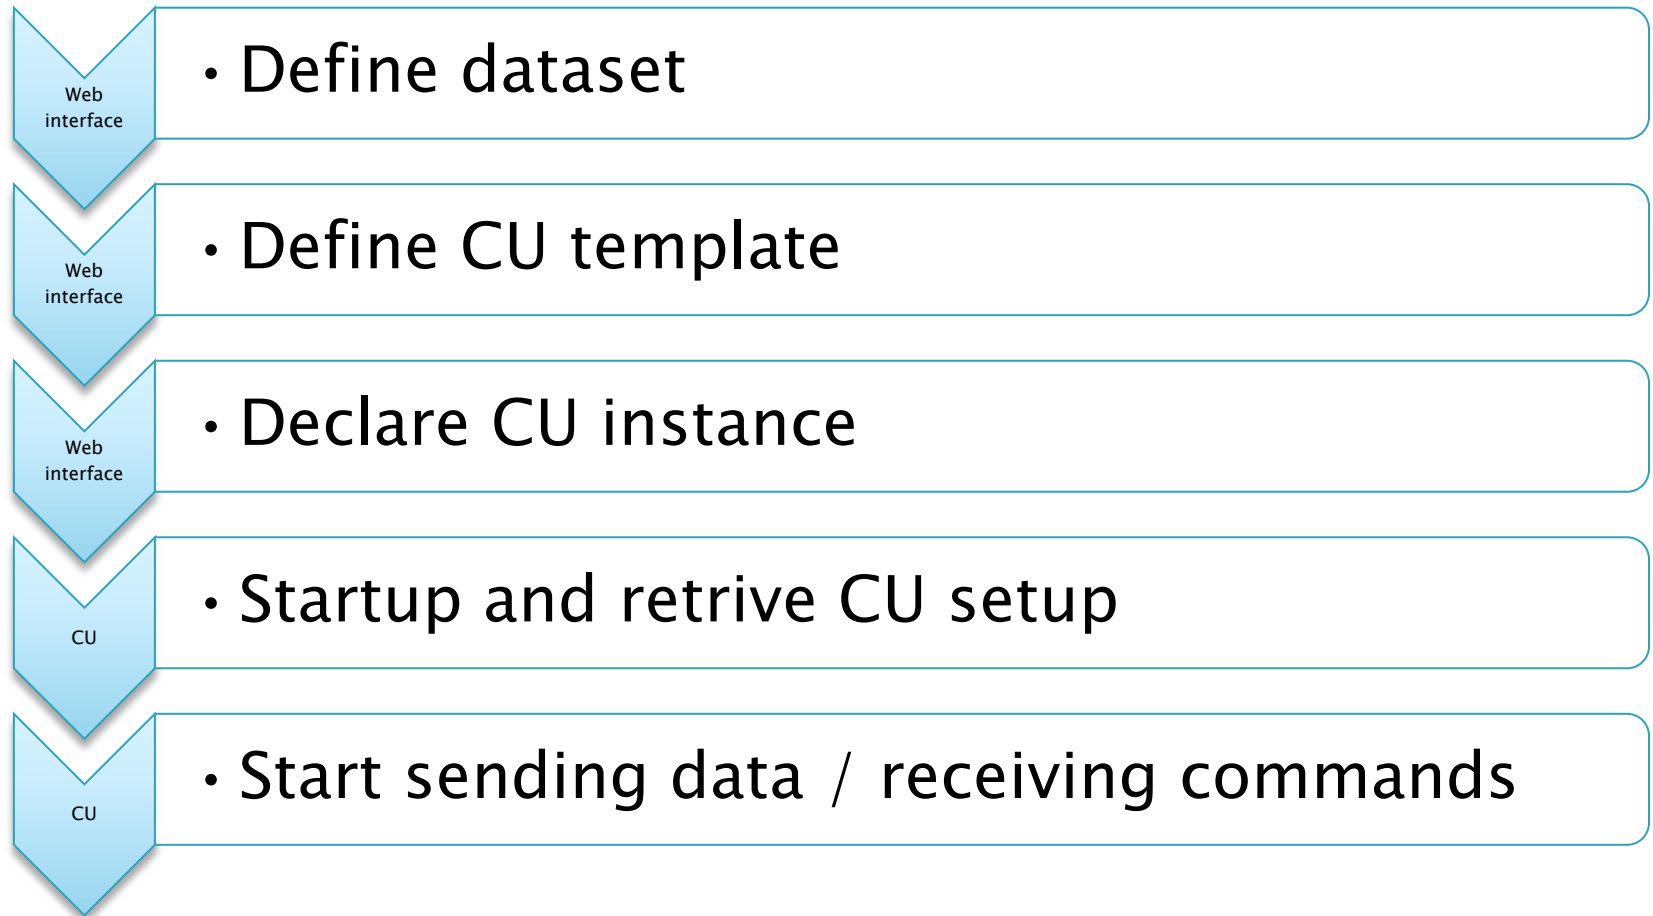 Web
interface
• Define dataset
Web
interface
• Define CU template
Web
interface
• Declare CU instance
CU
• Startup and retrive CU setup
CU
• Start sending data / receiving commands